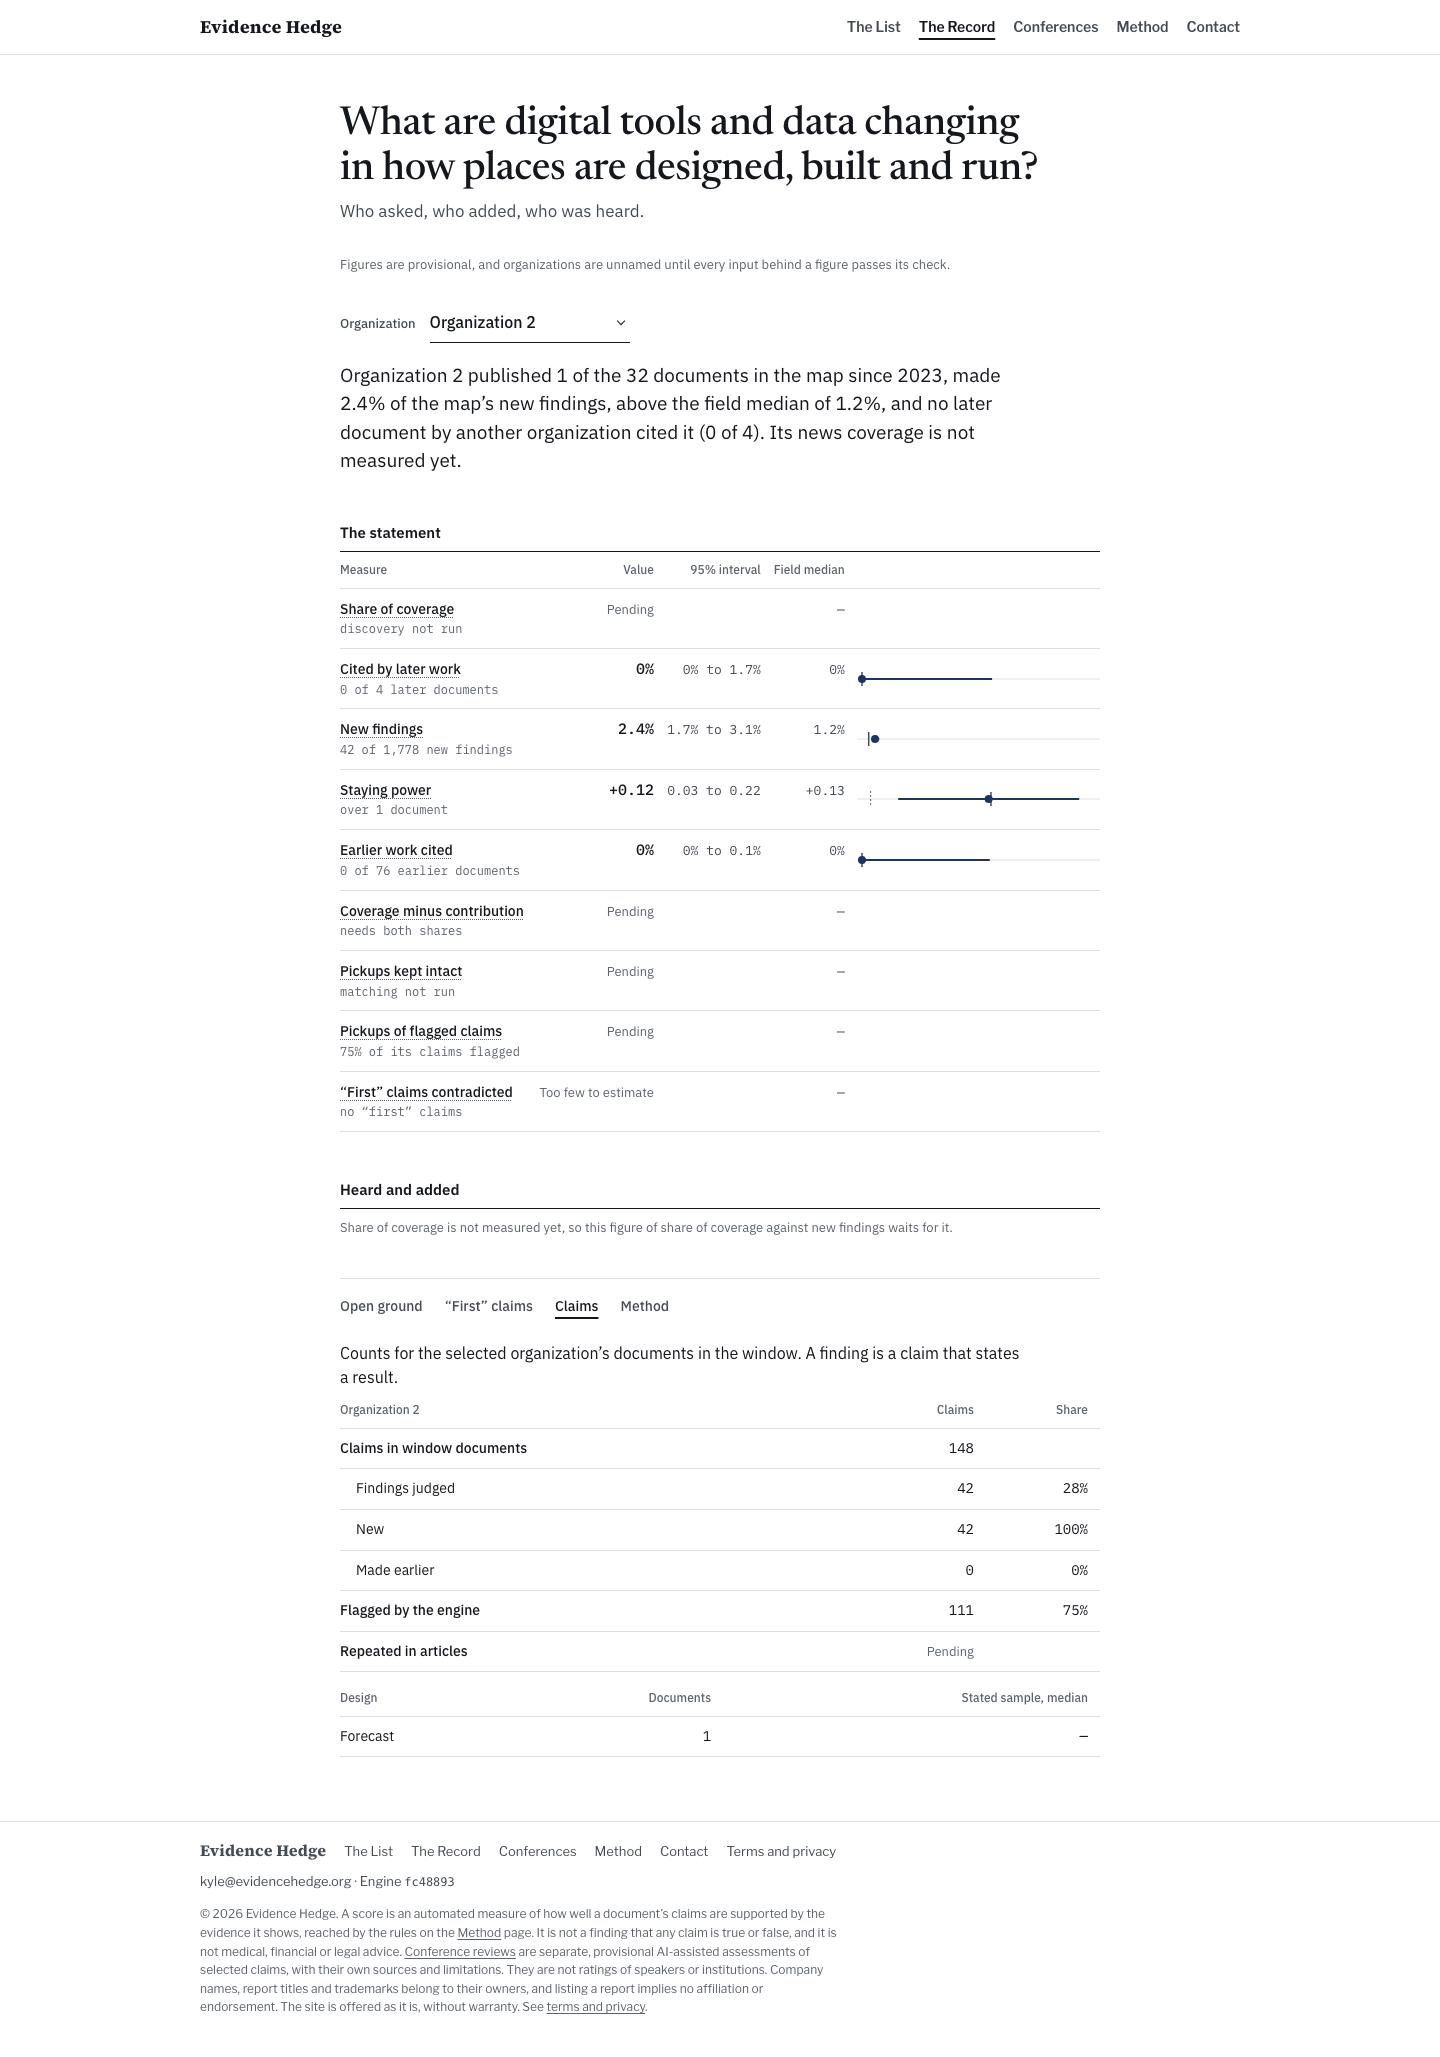 Evidence Hedge
The List The Record Conferences Method Contact
What are digital tools and data changing
in how places are designed, built and run?
Who asked, who added, who was heard.
Figures are provisional, and organizations are unnamed until every input behind a figure passes its check.
Organization Organization 2
Organization 2 published 1 of the 32 documents in the map since 2023, made
2.4% of the map’s new findings, above the field median of 1.2%, and no later
document by another organization cited it (0 of 4). Its news coverage is not
measured yet.
The statement
Measure Value 95% interval Field median
Share of coverage Pending —
discovery not run
Cited by later work 0% 0% to 1.7% 0%
0 of 4 later documents
New findings 2.4% 1.7% to 3.1% 1.2%
42 of 1,778 new findings
Staying power +0.12 0.03 to 0.22 +0.13
over 1 document
Earlier work cited 0% 0% to 0.1% 0%
0 of 76 earlier documents
Coverage minus contribution Pending —
needs both shares
Pickups kept intact Pending —
matching not run
Pickups of flagged claims Pending —
75% of its claims flagged
“First” claims contradicted Too few to estimate —
no “first” claims
Heard and added
Share of coverage is not measured yet, so this figure of share of coverage against new findings waits for it.
Open ground “First” claims Claims Method
Counts for the selected organization’s documents in the window. A finding is a claim that states
a result.
Organization 2 Claims Share
Claims in window documents 148
Findings judged 42 28%
New 42 100%
Made earlier 0 0%
Flagged by the engine 111 75%
Repeated in articles Pending
Design Documents Stated sample, median
Forecast 1 —
Evidence Hedge The List The Record Conferences Method Contact Terms and privacy
kyle@evidencehedge.org · Engine fc48893
© 2026 Evidence Hedge. A score is an automated measure of how well a document’s claims are supported by the
evidence it shows, reached by the rules on the Method page. It is not a finding that any claim is true or false, and it is
not medical, financial or legal advice. Conference reviews are separate, provisional AI-assisted assessments of
selected claims, with their own sources and limitations. They are not ratings of speakers or institutions. Company
names, report titles and trademarks belong to their owners, and listing a report implies no affiliation or
endorsement. The site is offered as it is, without warranty. See terms and privacy.